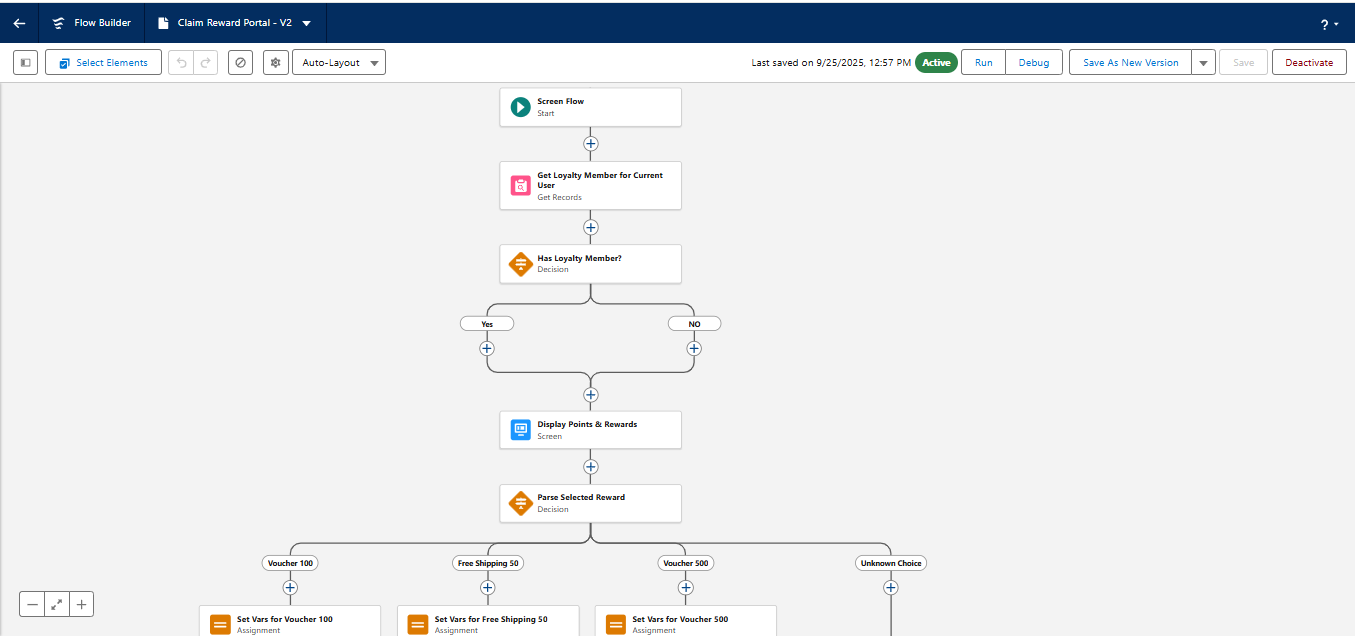 Flow Builder
Claim Reward Portal - V2
?
Select Elements
Auto-Layout
Last saved on 9/25/2025, 12:57 PM
Active
Run
Debug
Save As New Version
Save
Deactivate
Screen Flow
Start
Get Loyalty Member for Current
User
Get Records
Has Loyalty Member?
Decision
Yes
NO
Display Points & Rewards
Screen
Parse Selected Reward
Decision
Voucher 100
Free Shipping 50
Voucher 500
Unknown Choice
Set Vars for Voucher 100
Assignment
Set Vars for Free Shipping 50
Assignment
Set Vars for Voucher 500
Assignment